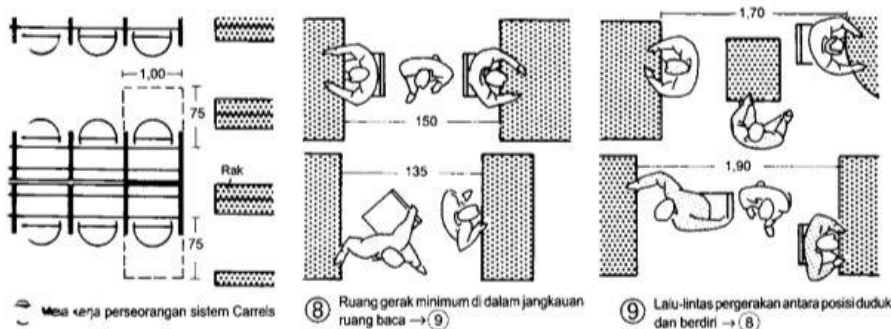 1,00
75
Rak
75
Meja kerja perseorangan sistem Carrels
150
135
⑧ Ruang gerak minimum di dalam jangkauan
ruang baca → ⑨
1,70
1,90
⑨ Lalu-lintas pergerakan antara posisi duduk
dan berdiri → ⑧